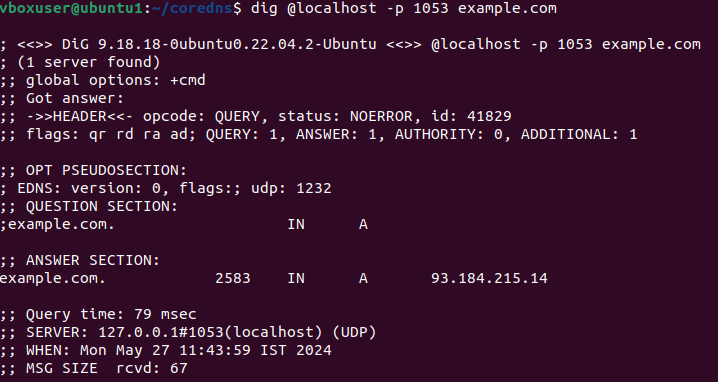 vboxuser@ubuntu1:~/coredns$ dig @localhost -p 1053 example.com

; <<>> DiG 9.18.18-0ubuntu0.22.04.2-Ubuntu <<>> @localhost -p 1053 example.com
; (1 server found)
;; global options: +cmd
;; Got answer:
;; ->>HEADER<<- opcode: QUERY, status: NOERROR, id: 41829
;; flags: qr rd ra ad; QUERY: 1, ANSWER: 1, AUTHORITY: 0, ADDITIONAL: 1

;; OPT PSEUDOSECTION:
; EDNS: version: 0, flags:; udp: 1232
;; QUESTION SECTION:
;example.com.			IN	A

;; ANSWER SECTION:
example.com.		2583	IN	A	93.184.215.14

;; Query time: 79 msec
;; SERVER: 127.0.0.1#1053(localhost) (UDP)
;; WHEN: Mon May 27 11:43:59 IST 2024
;; MSG SIZE  rcvd: 67